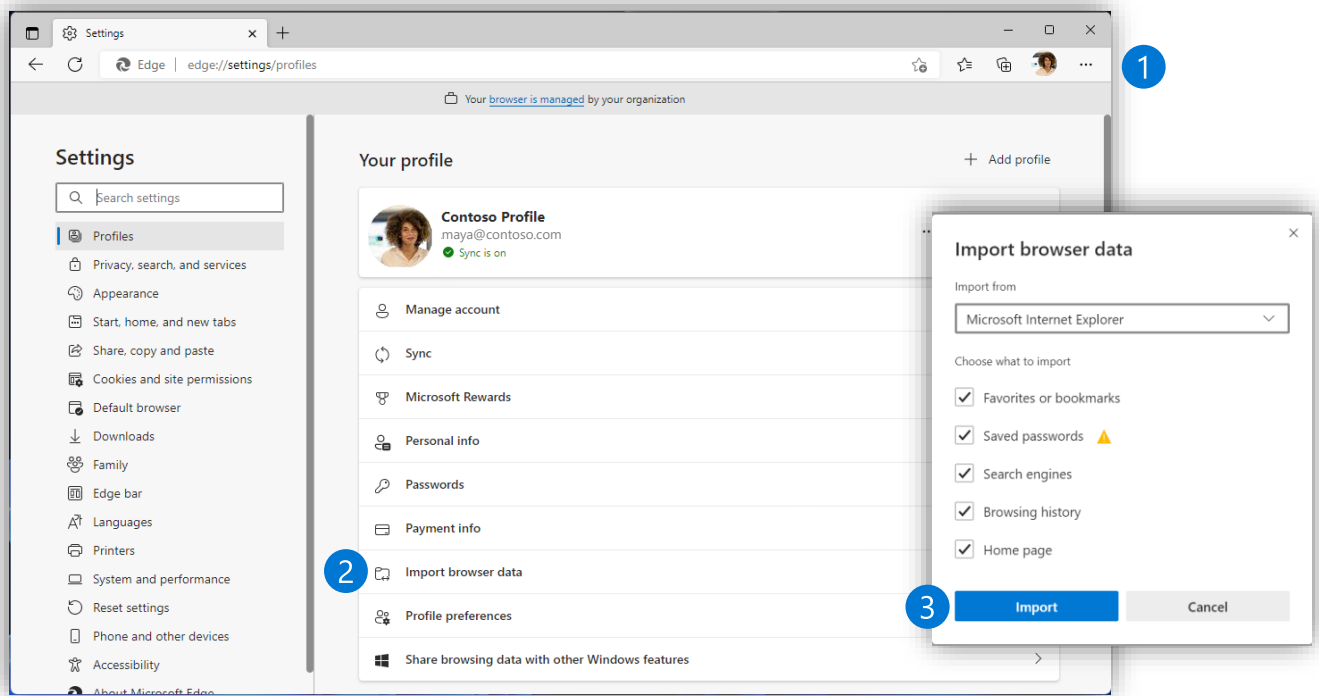 Settings
Edge
edge://settings/profiles
1
Your browser is managed by your organization
Settings
Search settings
Profiles
Privacy, search, and services
Appearance
Start, home, and new tabs
Share, copy and paste
Cookies and site permissions
Default browser
Downloads
Family
Edge bar
Languages
Printers
System and performance
Reset settings
Phone and other devices
Accessibility
About Microsoft Edge
Your profile
Add profile
Contoso Profile
maya@contoso.com
Sync is on
Manage account
Sync
Microsoft Rewards
Personal info
Passwords
Payment info
2
Import browser data
Profile preferences
Share browsing data with other Windows features
Import browser data
Import from
Microsoft Internet Explorer
Choose what to import
Favorites or bookmarks
Saved passwords
Search engines
Browsing history
Home page
3
Import
Cancel